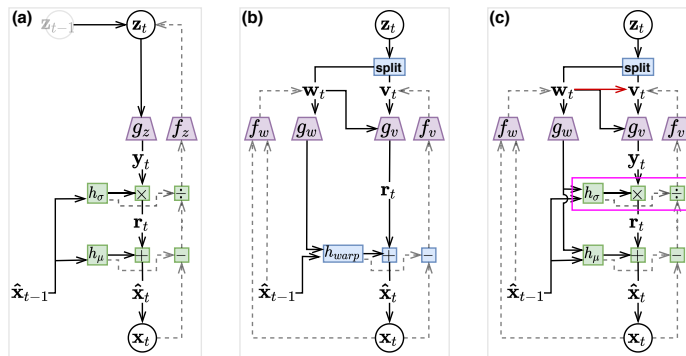 (a)
z_{t-1}
z_t
g_z
f_z
y_t
h_σ
×
÷
r_t
h_μ
+
−
x̂_{t-1}
x̂_t
x_t
(b)
z_t
split
w_t
v_t
f_w
g_w
g_v
f_v
r_t
h_{warp}
+
−
x̂_{t-1}
x̂_t
x_t
(c)
z_t
split
w_t
v_t
f_w
g_w
g_v
f_v
y_t
h_σ
×
÷
r_t
h_μ
+
−
x̂_{t-1}
x̂_t
x_t